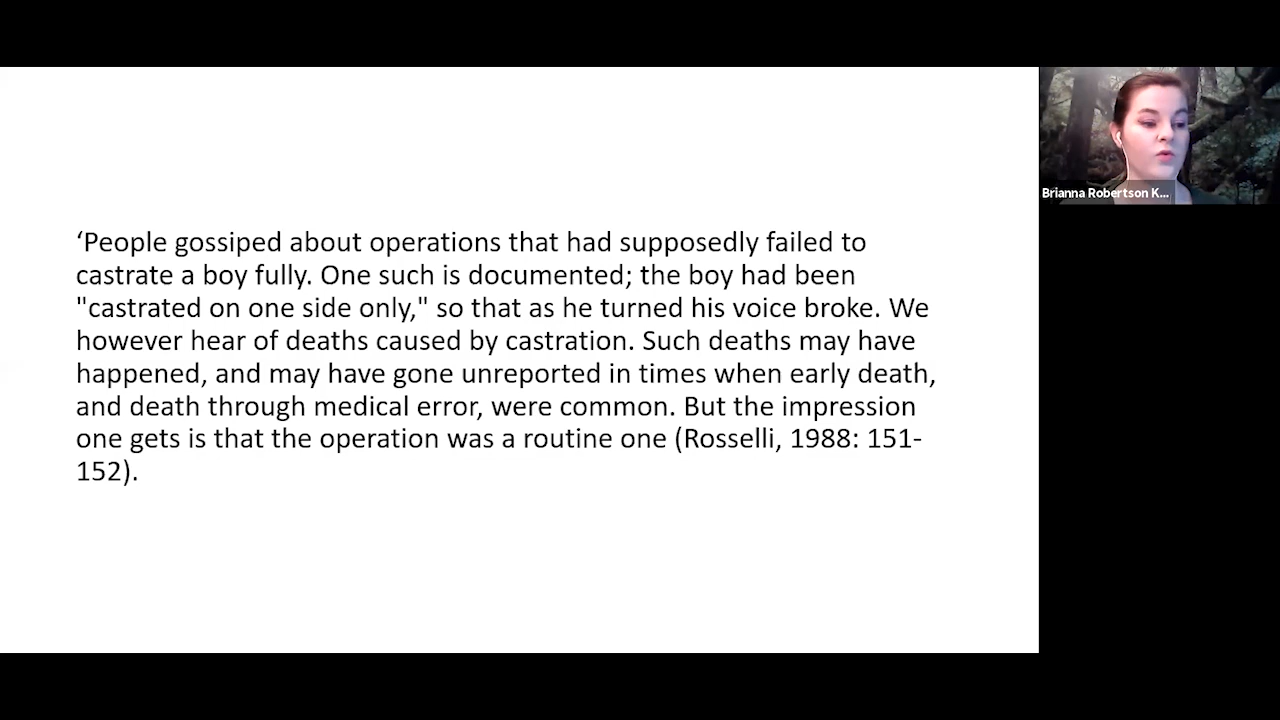 ‘People gossiped about operations that had supposedly failed to
castrate a boy fully. One such is documented; the boy had been
"castrated on one side only," so that as he turned his voice broke. We
however hear of deaths caused by castration. Such deaths may have
happened, and may have gone unreported in times when early death,
and death through medical error, were common. But the impression
one gets is that the operation was a routine one (Rosselli, 1988: 151-
152).
Brianna Robertson K...